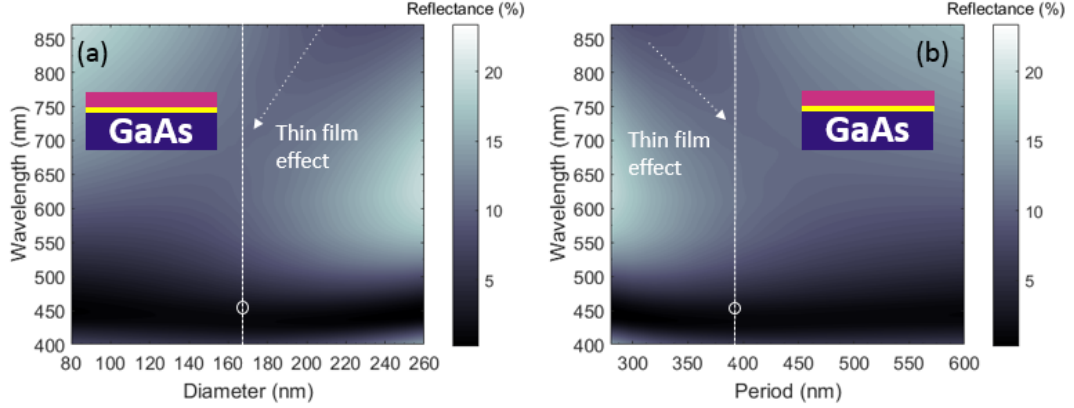 Reflectance (%)
(a)
850
800
750
700
650
600
550
500
450
400
Wavelength (nm)
GaAs
Thin film
effect
80 100 120 140 160 180 200 220 240 260
Diameter (nm)
20
15
10
5
Reflectance (%)
(b)
850
800
750
700
650
600
550
500
450
400
Wavelength (nm)
GaAs
Thin film
effect
300 350 400 450 500 550 600
Period (nm)
20
15
10
5